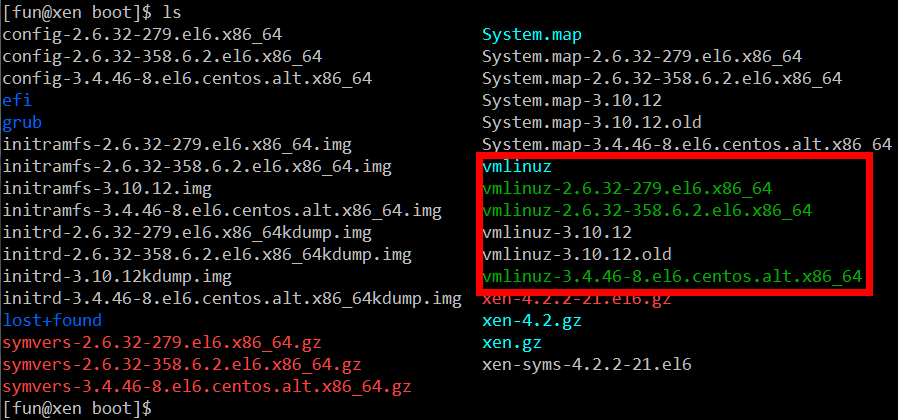 [fun@xen boot]$ ls
config-2.6.32-279.el6.x86_64 System.map
config-2.6.32-358.6.2.el6.x86_64 System.map-2.6.32-279.el6.x86_64
config-3.4.46-8.el6.centos.alt.x86_64 System.map-2.6.32-358.6.2.el6.x86_64
efi System.map-3.10.12
grub System.map-3.10.12.old
initramfs-2.6.32-279.el6.x86_64.img System.map-3.4.46-8.el6.centos.alt.x86_64
initramfs-2.6.32-358.6.2.el6.x86_64.img vmlinuz
initramfs-3.10.12.img vmlinuz-2.6.32-279.el6.x86_64
initramfs-3.4.46-8.el6.centos.alt.x86_64.img vmlinuz-2.6.32-358.6.2.el6.x86_64
initrd-2.6.32-279.el6.x86_64kdump.img vmlinuz-3.10.12
initrd-2.6.32-358.6.2.el6.x86_64kdump.img vmlinuz-3.10.12.old
initrd-3.10.12kdump.img vmlinuz-3.4.46-8.el6.centos.alt.x86_64
initrd-3.4.46-8.el6.centos.alt.x86_64kdump.img xen-4.2.2-21.el6.gz
lost+found xen-4.2.gz
symvers-2.6.32-279.el6.x86_64.gz xen.gz
symvers-2.6.32-358.6.2.el6.x86_64.gz xen-syms-4.2.2-21.el6
symvers-3.4.46-8.el6.centos.alt.x86_64.gz
[fun@xen boot]$